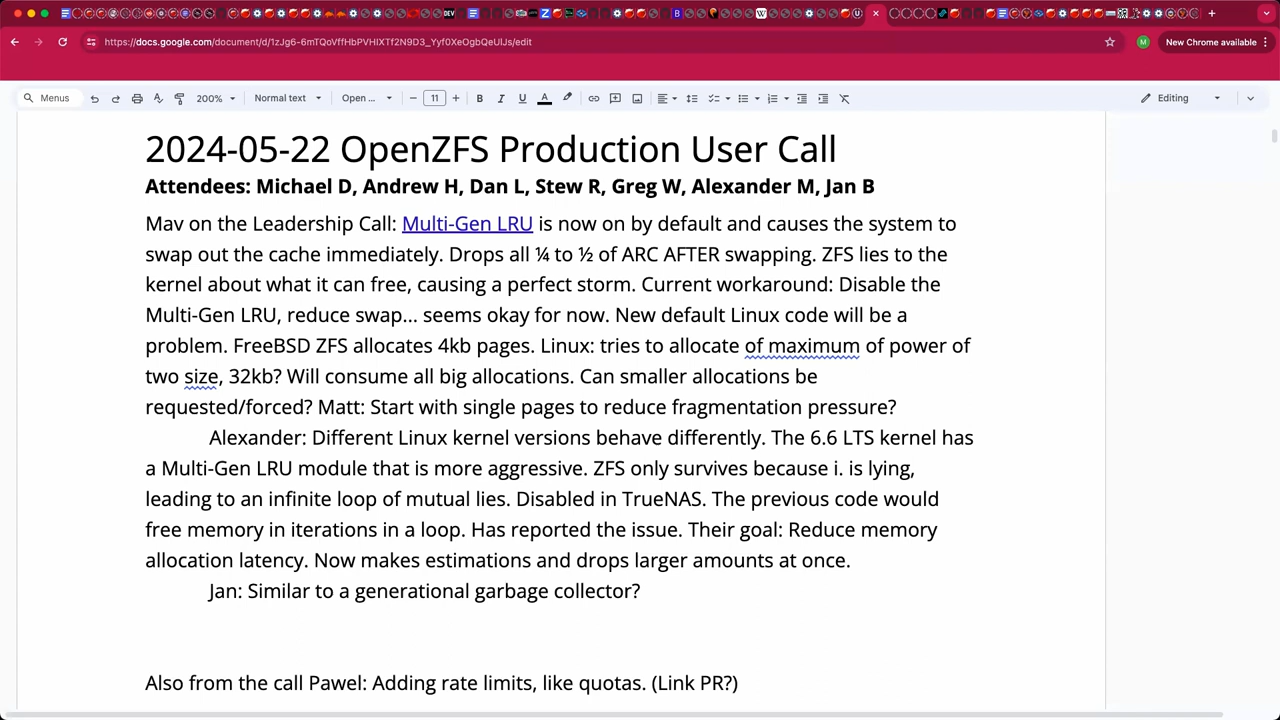 https://docs.google.com/document/d/1zJg6-6mTQoVffHbPVHIXTf2N9D3_Yyf0XeOgbQeUIJs/edit
New Chrome available
M
Menus
200%
Normal text
Open ...
11
B I U A
Editing
2024-05-22 OpenZFS Production User Call
Attendees: Michael D, Andrew H, Dan L, Stew R, Greg W, Alexander M, Jan B
Mav on the Leadership Call: Multi-Gen LRU is now on by default and causes the system to
swap out the cache immediately. Drops all ¼ to ½ of ARC AFTER swapping. ZFS lies to the
kernel about what it can free, causing a perfect storm. Current workaround: Disable the
Multi-Gen LRU, reduce swap... seems okay for now. New default Linux code will be a
problem. FreeBSD ZFS allocates 4kb pages. Linux: tries to allocate of maximum of power of
two size, 32kb? Will consume all big allocations. Can smaller allocations be
requested/forced? Matt: Start with single pages to reduce fragmentation pressure?
Alexander: Different Linux kernel versions behave differently. The 6.6 LTS kernel has
a Multi-Gen LRU module that is more aggressive. ZFS only survives because i. is lying,
leading to an infinite loop of mutual lies. Disabled in TrueNAS. The previous code would
free memory in iterations in a loop. Has reported the issue. Their goal: Reduce memory
allocation latency. Now makes estimations and drops larger amounts at once.
Jan: Similar to a generational garbage collector?
Also from the call Pawel: Adding rate limits, like quotas. (Link PR?)